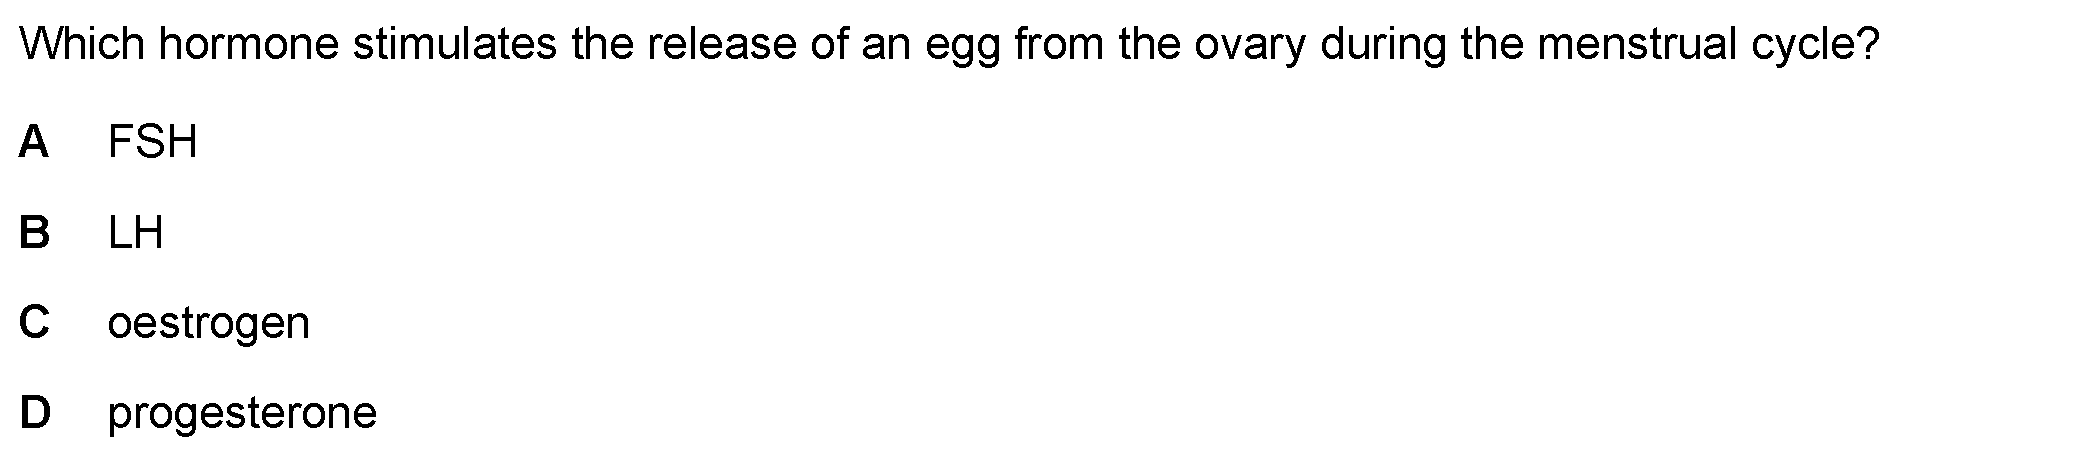 Which hormone stimulates the release of an egg from the ovary during the menstrual cycle?
A FSH
B LH
C oestrogen
D progesterone